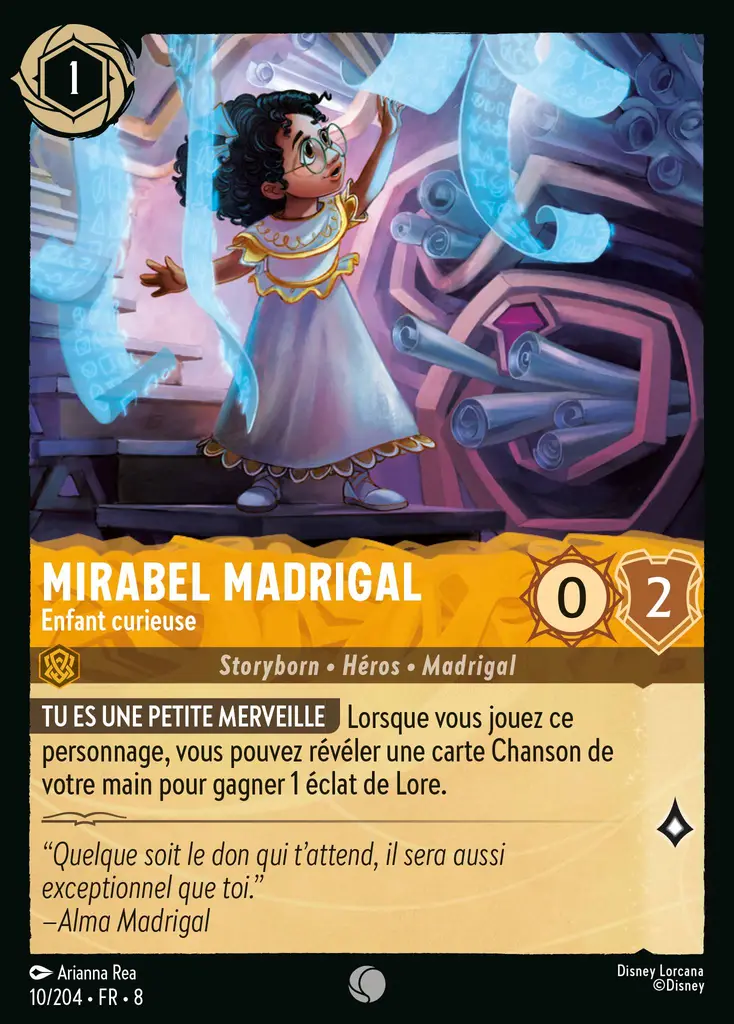 1
MIRABEL MADRIGAL
Enfant curieuse
0
2
Storyborn • Héros • Madrigal
TU ES UNE PETITE MERVEILLE Lorsque vous jouez ce
personnage, vous pouvez révéler une carte Chanson de
votre main pour gagner 1 éclat de Lore.
“Quelque soit le don qui t’attend, il sera aussi
exceptionnel que toi.”
–Alma Madrigal
Arianna Rea
10/204 • FR • 8
Disney Lorcana
©Disney